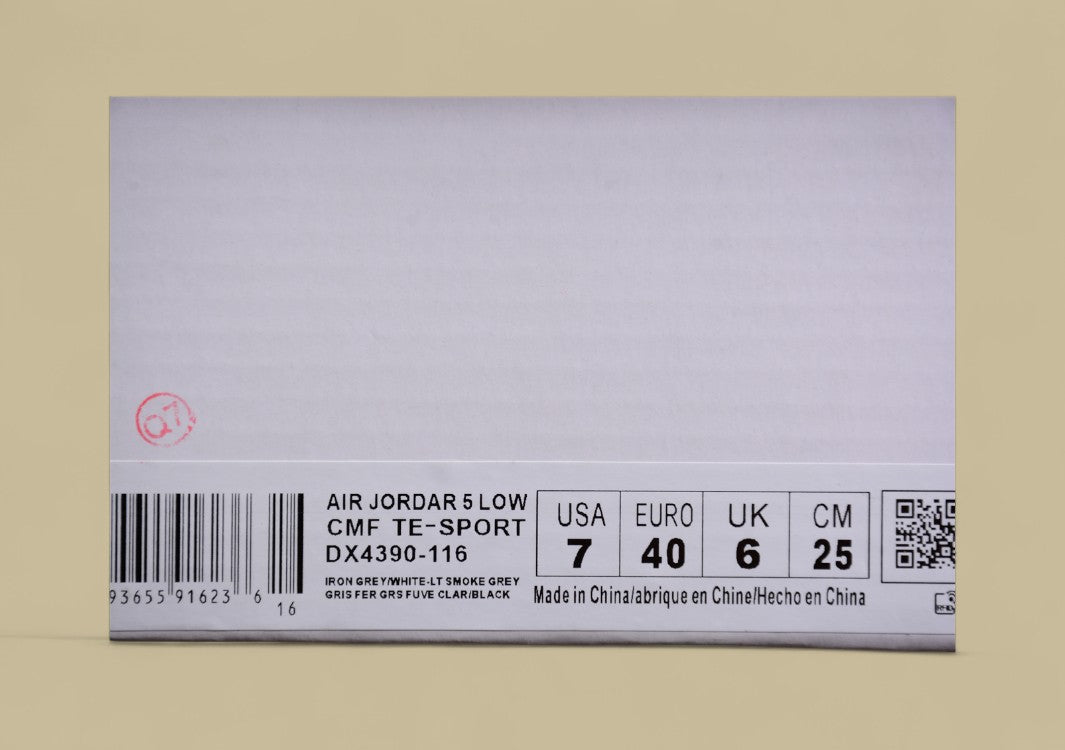 Q7
AIR JORDAR 5 LOW
CMF TE-SPORT
DX4390-116
IRON GREY/WHITE-LT SMOKE GREY
GRIS FER GRS FUVE CLAR/BLACK
USA EURO UK CM
7 40 6 25
Made in China/abrique en Chine/Hecho en China
93655 91623 6
16